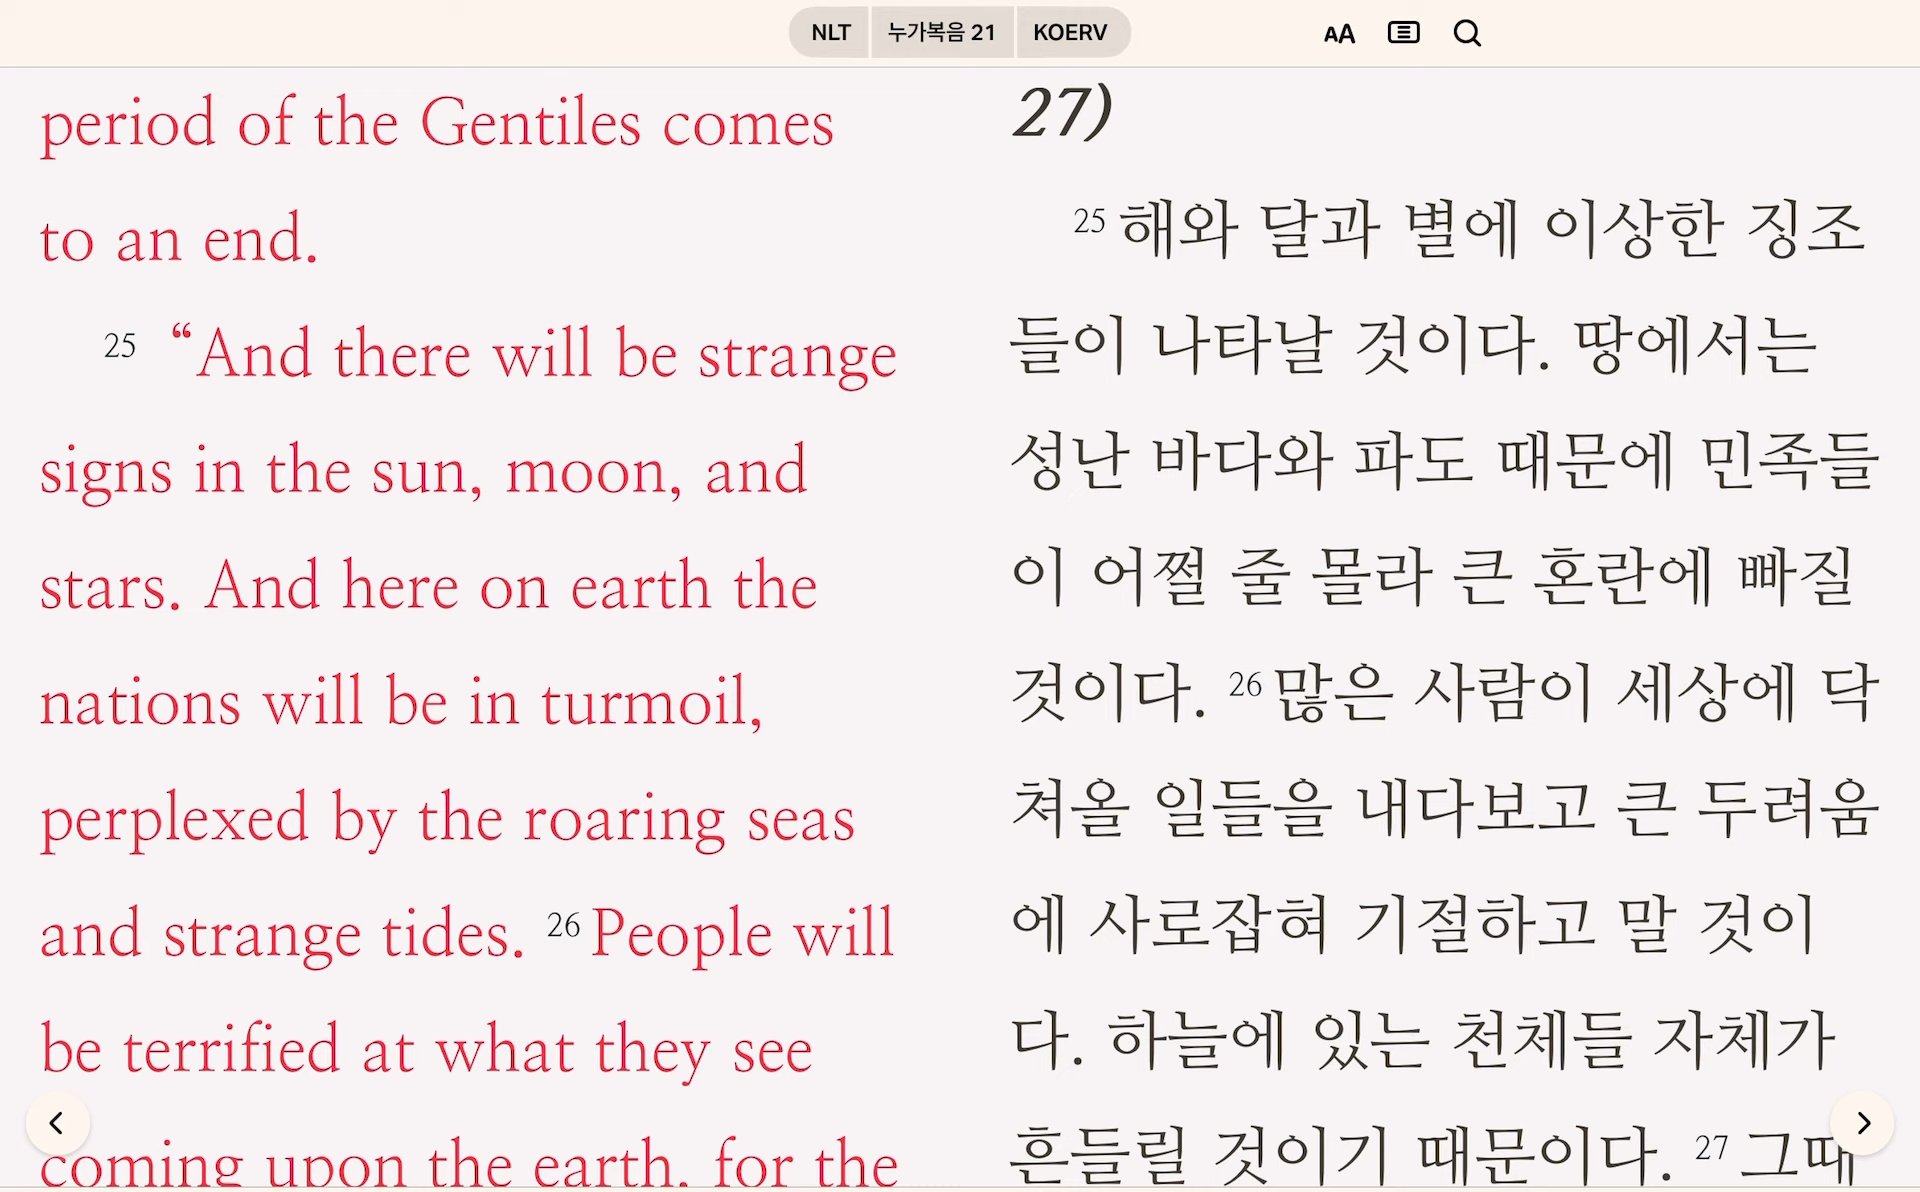 NLT 누가복음 21 KOERV AA
period of the Gentiles comes
to an end.
25 “And there will be strange
signs in the sun, moon, and
stars. And here on earth the
nations will be in turmoil,
perplexed by the roaring seas
and strange tides. 26 People will
be terrified at what they see
coming upon the earth, for the
27)
25 해와 달과 별에 이상한 징조
들이 나타날 것이다. 땅에서는
성난 바다와 파도 때문에 민족들
이 어쩔 줄 몰라 큰 혼란에 빠질
것이다. 26 많은 사람이 세상에 닥
쳐올 일들을 내다보고 큰 두려움
에 사로잡혀 기절하고 말 것이
다. 하늘에 있는 천체들 자체가
흔들릴 것이기 때문이다. 27 그때